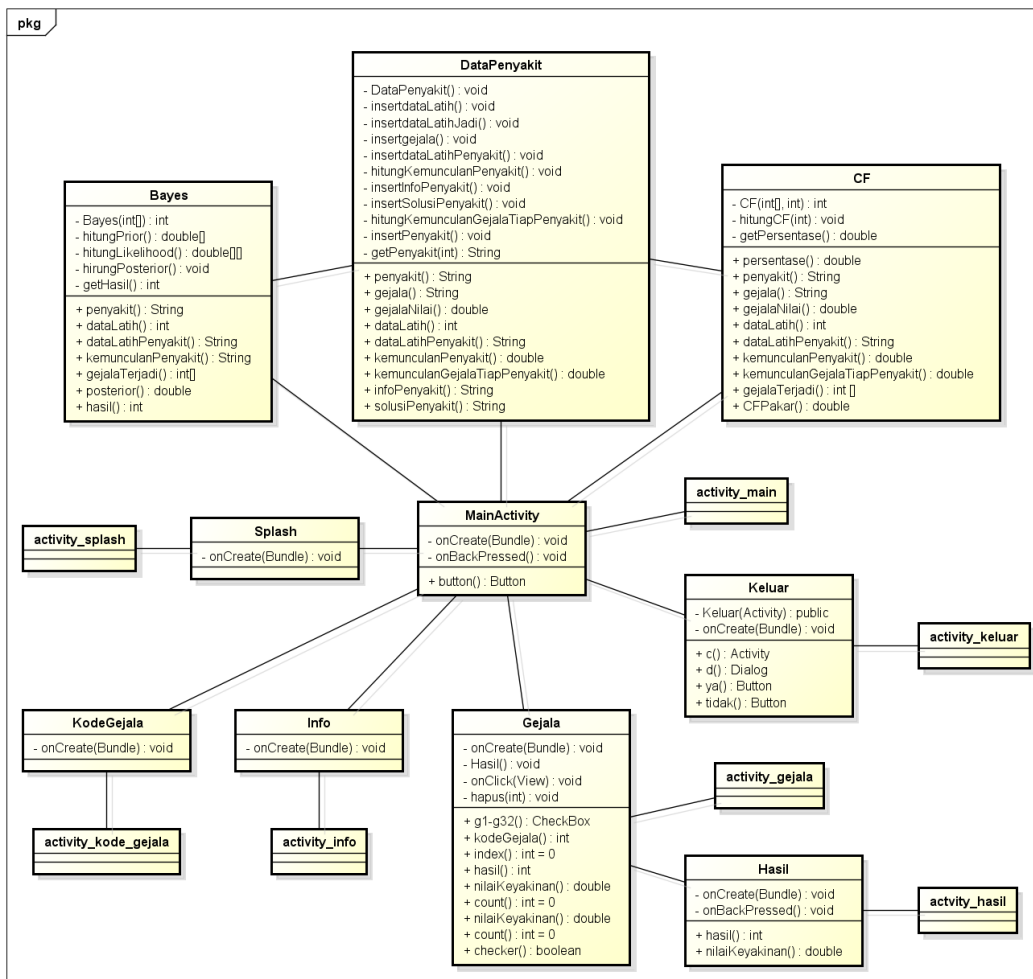 pkg
DataPenyakit
- DataPenyakit() : void
- insertdataLatih() : void
- insertdataLatihJadi() : void
- insertgejala() : void
- insertdataLatihPenyakit() : void
- hitungKemunculanPenyakit() : void
- insertInfoPenyakit() : void
- insertSolusiPenyakit() : void
- hitungKemunculanGejalaTiapPenyakit() : void
- insertPenyakit() : void
- getPenyakit(int) : String
+ penyakit() : String
+ gejala() : String
+ gejalaNilai() : double
+ dataLatih() : int
+ dataLatihPenyakit() : String
+ kemunculanPenyakit() : double
+ kemunculanGejalaTiapPenyakit() : double
+ infoPenyakit() : String
+ solusiPenyakit() : String
Bayes
- Bayes(int[]) : int
- hitungPrior() : double[]
- hitungLikelihood() : double[][]
- hirungPosterior() : void
- getHasil() : int
+ penyakit() : String
+ dataLatih() : int
+ dataLatihPenyakit() : String
+ kemunculanPenyakit() : String
+ gejalaTerjadi() : int[]
+ posterior() : double
+ hasil() : int
CF
- CF(int[], int) : int
- hitungCF(int) : void
- getPersentase() : double
+ persentase() : double
+ penyakit() : String
+ gejala() : String
+ gejalaNilai() : double
+ dataLatih() : int
+ dataLatihPenyakit() : String
+ kemunculanPenyakit() : double
+ kemunculanGejalaTiapPenyakit() : double
+ gejalaTerjadi() : int []
+ CFPakar() : double
activity_splash
Splash
- onCreate(Bundle) : void
MainActivity
- onCreate(Bundle) : void
- onBackPressed() : void
+ button() : Button
activity_main
Keluar
- Keluar(Activity) : public
- onCreate(Bundle) : void
+ c() : Activity
+ d() : Dialog
+ ya() : Button
+ tidak() : Button
activity_keluar
KodeGejala
- onCreate(Bundle) : void
activity_kode_gejala
Info
- onCreate(Bundle) : void
activity_info
Gejala
- onCreate(Bundle) : void
- Hasil() : void
- onClick(View) : void
- hapus(int) : void
+ g1-g32() : CheckBox
+ kodeGejala() : int
+ index() : int = 0
+ hasil() : int
+ nilaiKeyakinan() : double
+ count() : int = 0
+ nilaiKeyakinan() : double
+ count() : int = 0
+ checker() : boolean
activity_gejala
Hasil
- onCreate(Bundle) : void
- onBackPressed() : void
+ hasil() : int
+ nilaiKeyakinan() : double
actvity_hasil